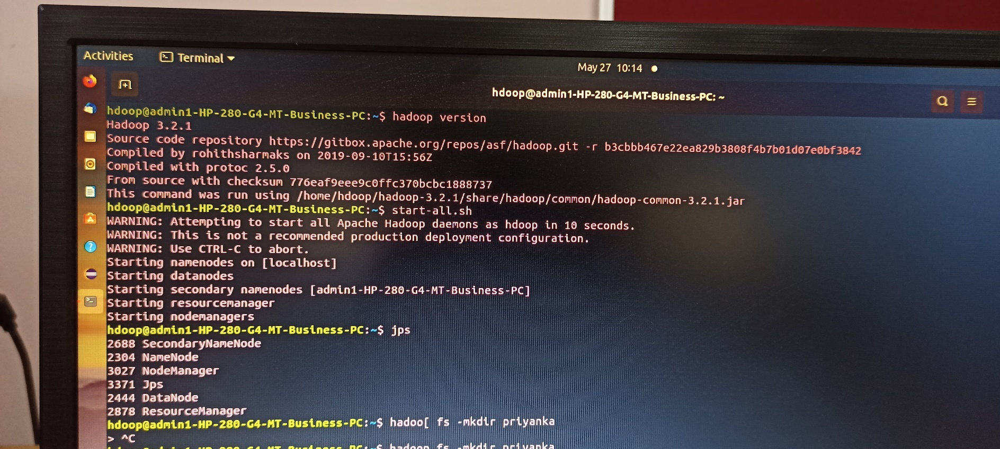 Activities
Terminal
May 27 10:14
hdoop@admin1-HP-280-G4-MT-Business-PC: ~
hdoop@admin1-HP-280-G4-MT-Business-PC:~$ hadoop version
Hadoop 3.2.1
Source code repository https://gitbox.apache.org/repos/asf/hadoop.git -r b3cbbb467e22ea829b3808f4b7b01d07e0bf3842
Compiled by rohithsharmaks on 2019-09-10T15:56Z
Compiled with protoc 2.5.0
From source with checksum 776eaf9eee9c0ffc370bcbc1888737
This command was run using /home/hdoop/hadoop-3.2.1/share/hadoop/common/hadoop-common-3.2.1.jar
hdoop@admin1-HP-280-G4-MT-Business-PC:~$ start-all.sh
WARNING: Attempting to start all Apache Hadoop daemons as hdoop in 10 seconds.
WARNING: This is not a recommended production deployment configuration.
WARNING: Use CTRL-C to abort.
Starting namenodes on [localhost]
Starting datanodes
Starting secondary namenodes [admin1-HP-280-G4-MT-Business-PC]
Starting resourcemanager
Starting nodemanagers
hdoop@admin1-HP-280-G4-MT-Business-PC:~$ jps
2688 SecondaryNameNode
2304 NameNode
3027 NodeManager
3371 Jps
2444 DataNode
2878 ResourceManager
hdoop@admin1-HP-280-G4-MT-Business-PC:~$ hadoo[ fs -mkdir priyanka
> ^C
hdoop@admin1-HP-280-G4-MT-Business-PC:~$ hadoop fs -mkdir priyanka